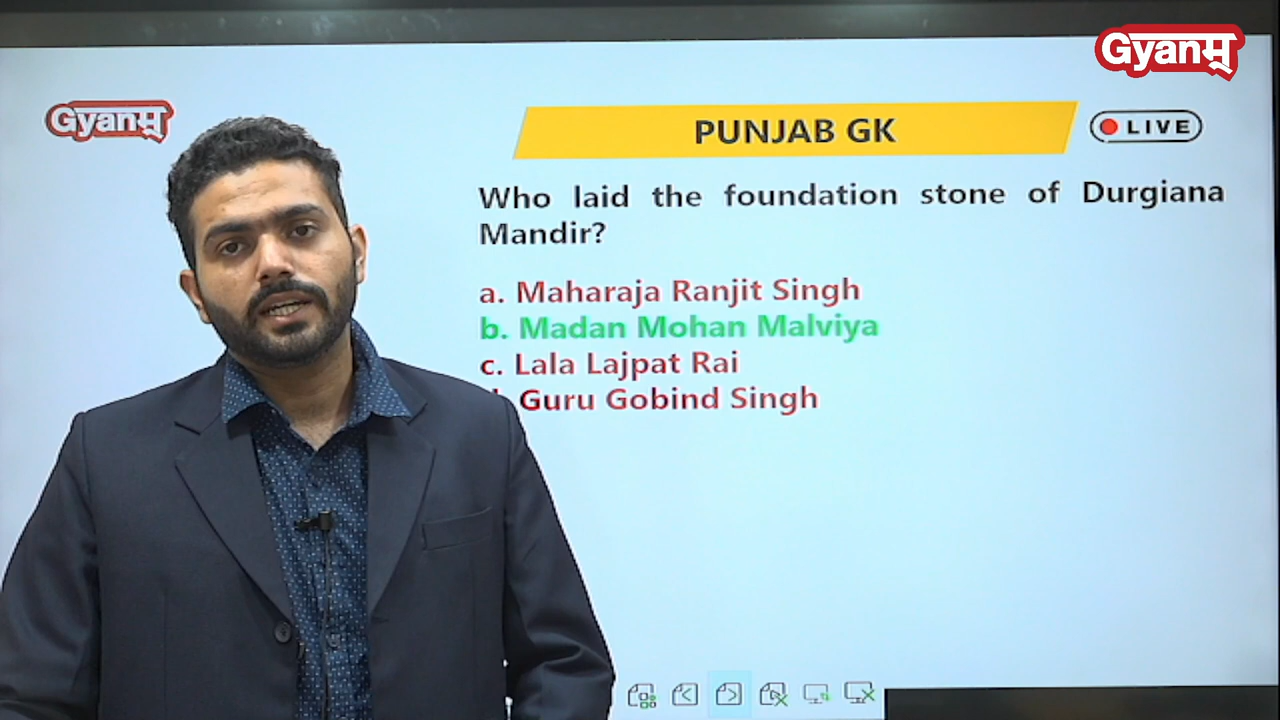 Gyanम्
Gyanम्
PUNJAB GK
LIVE
Who laid the foundation stone of Durgiana
Mandir?
a. Maharaja Ranjit Singh
b. Madan Mohan Malviya
c. Lala Lajpat Rai
Guru Gobind Singh